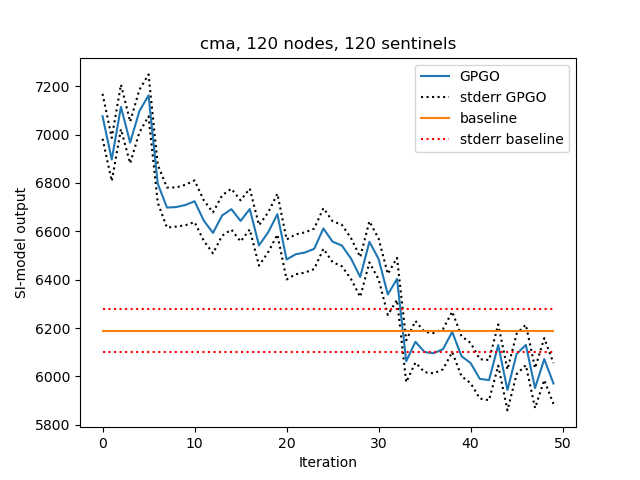 cma, 120 nodes, 120 sentinels
GPGO
stderr GPGO
baseline
stderr baseline
SI-model output
7200
7000
6800
6600
6400
6200
6000
5800
0 10 20 30 40 50
Iteration